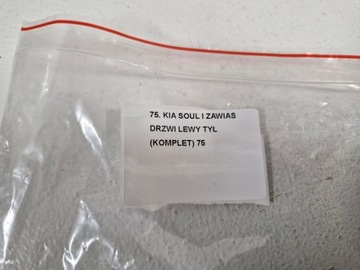 75. KIA SOUL I ZAWIAS
DRZWI LEWY TYŁ
(KOMPLET) 75